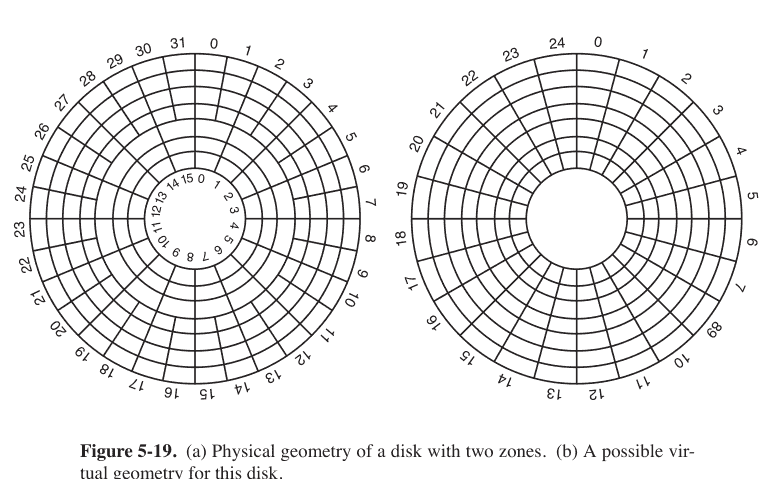 0 1 2 3 4 5 6 7 8 9 10 11 12 13 14 15 16 17 18 19 20 21 22 23 24 25 26 27 28 29 30 31
0 1 2 3 4 5 6 7 8 9 10 11 12 13 14 15
0 1 2 3 4 5 6 7 89 10 11 12 13 14 15 16 17 18 19 20 21 22 23 24
Figure 5-19. (a) Physical geometry of a disk with two zones. (b) A possible vir-
tual geometry for this disk.